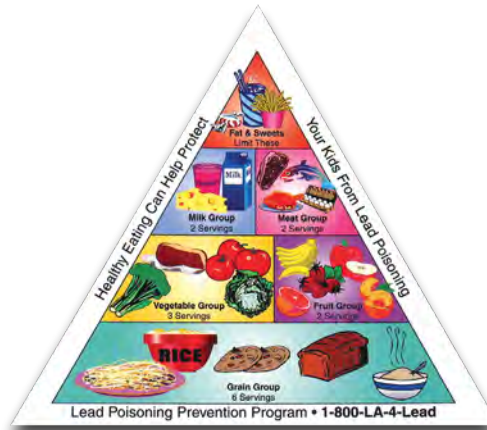 Healthy Eating Can Help Protect
Your Kids From Lead Poisoning
Fat & Sweets
Limit These
Milk
Milk Group
2 Servings
Meat Group
2 Servings
Vegetable Group
3 Servings
Fruit Group
2 Servings
RICE
Grain Group
6 Servings
Lead Poisoning Prevention Program • 1-800-LA-4-Lead